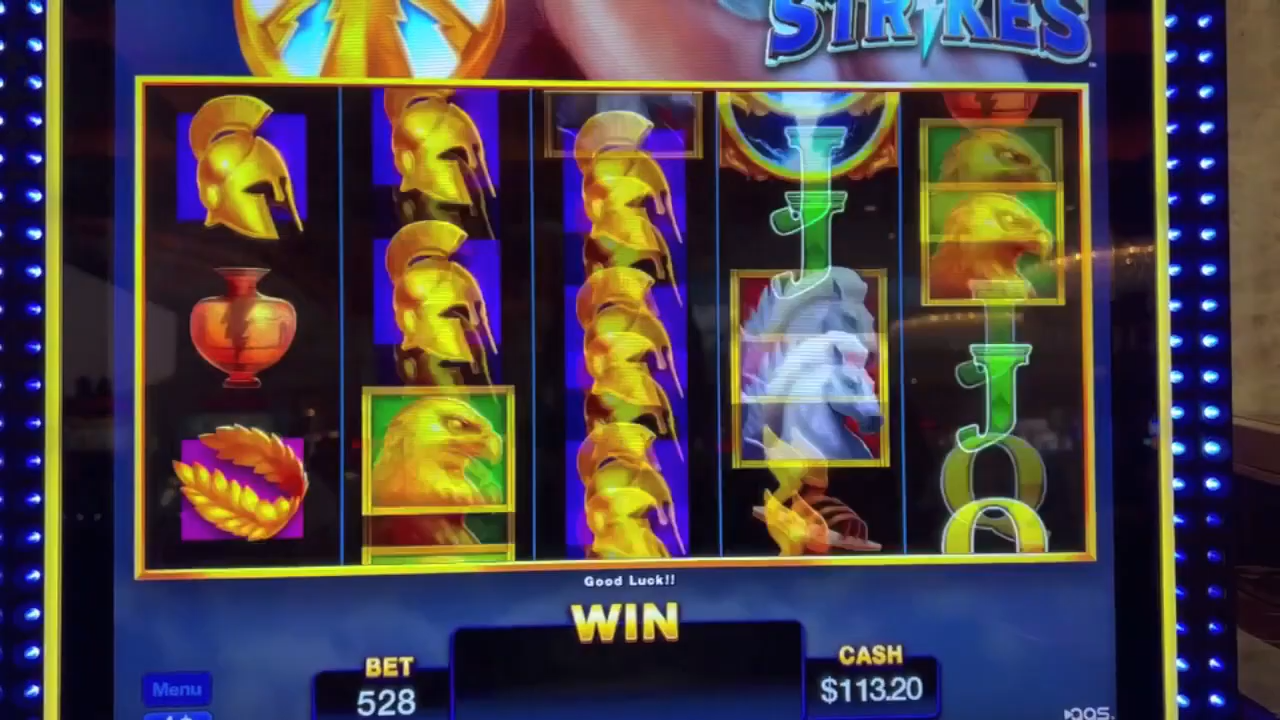 STRIKES
J
J
J
O
O
Good Luck!!
WIN
BET
528
CASH
$113.20
Menu